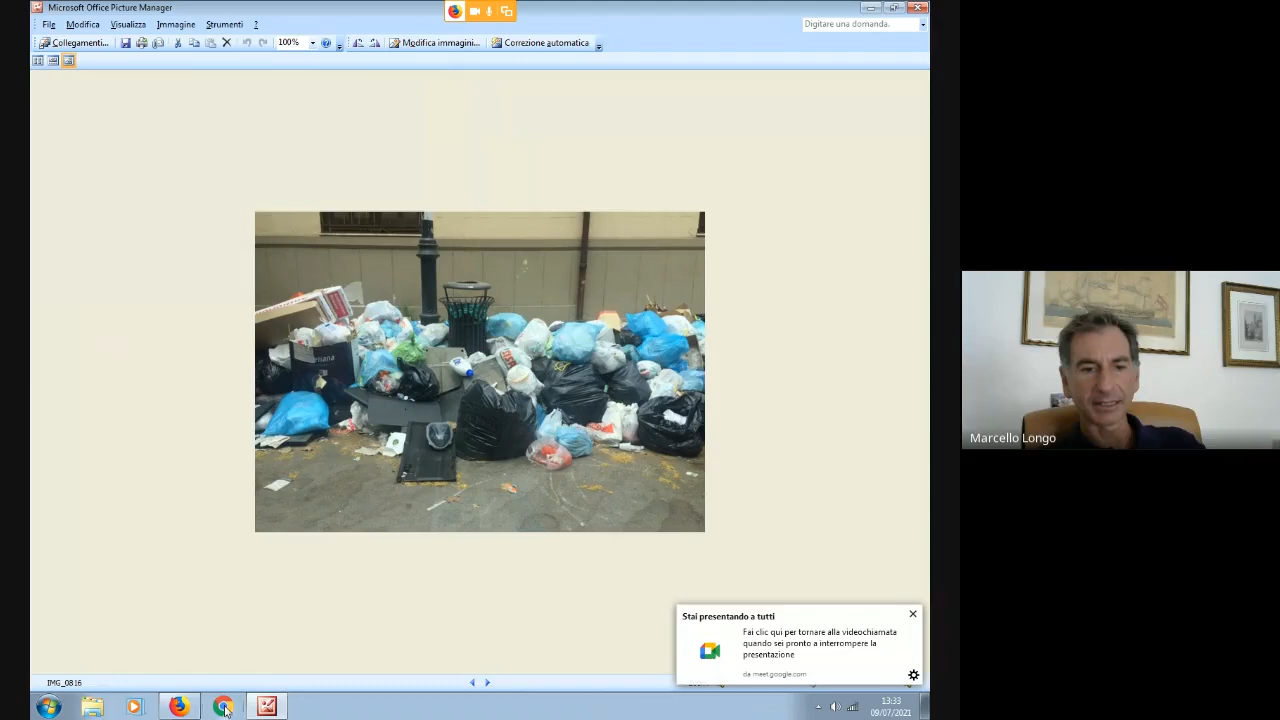 Microsoft Office Picture Manager
File Modifica Visualizza Immagine Strumenti ?
Digitare una domanda.
Collegamenti... 100% Modifica immagini... Correzione automatica
Marcello Longo
Stai presentando a tutti
Fai clic qui per tornare alla videochiamata
quando sei pronto a interrompere la
presentazione
da meet.google.com
IMG_0816
13:33
09/07/2021